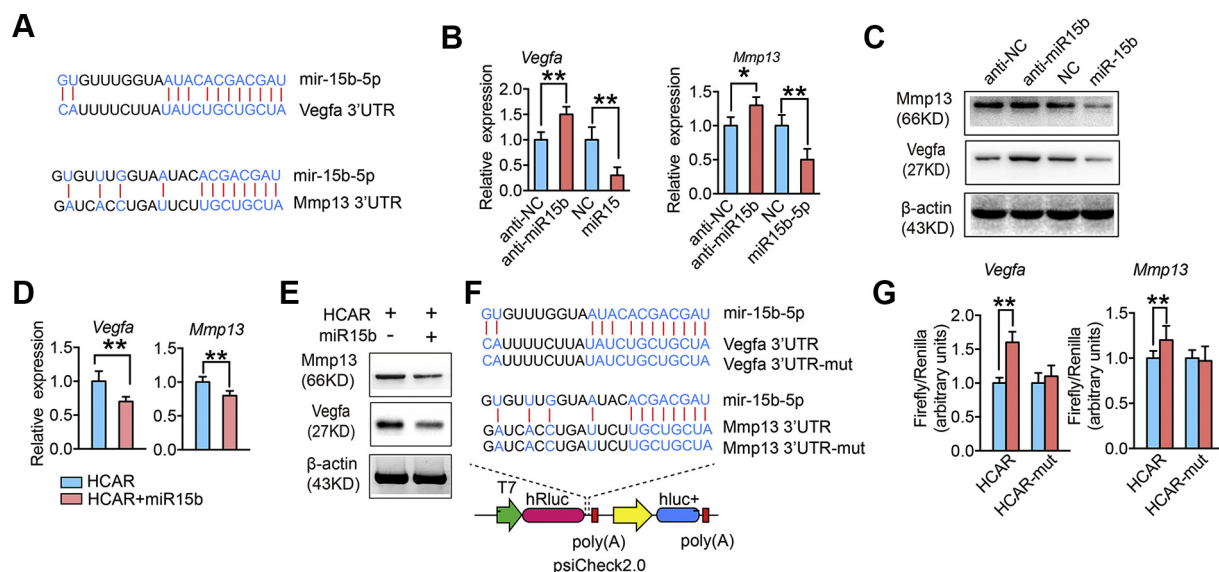 A
GUGUUUGGUAAUACACGACGAU mir-15b-5p
CAUUUUCUUAUAUCUGCUGCUA Vegfa 3'UTR
GUGUUUGGUAAUACACGACGAU mir-15b-5p
GAUCACCUGAUUCUUUGCUGCUA Mmp13 3'UTR
B
Vegfa
Relative expression
2.0
1.5
1.0
0.5
0.0
**
**
anti-NC
anti-miR15b
NC
miR15
Mmp13
Relative expression
1.5
1.0
0.5
0.0
*
**
anti-NC
anti-miR15b
NC
miR15b-5p
C
anti-NC
anti-miR15b
NC
miR-15b
Mmp13
(66KD)
Vegfa
(27KD)
β-actin
(43KD)
D
Relative expression
Vegfa
1.5
1.0
0.5
0.0
**
Mmp13
1.5
1.0
0.5
0.0
**
HCAR
HCAR+miR15b
E
HCAR + +
miR15b - +
Mmp13
(66KD)
Vegfa
(27KD)
β-actin
(43KD)
F
GUGUUUGGUAAUACACGACGAU mir-15b-5p
CAUUUUCUUAUAUCUGCUGCUA Vegfa 3'UTR
CAUUUUCUUAUAUCUGCUGCUA Vegfa 3'UTR-mut
GUGUUUGGUAAUACACGACGAU mir-15b-5p
GAUCACCUGAUUCUUUGCUGCUA Mmp13 3'UTR
GAUCACCUGAUUCUUUGCUGCUA Mmp13 3'UTR-mut
T7
hRluc
hluc+
poly(A)
poly(A)
psiCheck2.0
G
Vegfa
Firefly/Renilla
(arbitrary units)
2.0
1.5
1.0
0.5
0.0
**
HCAR
HCAR-mut
Mmp13
Firefly/Renilla
(arbitrary units)
1.5
1.0
0.5
0.0
**
HCAR
HCAR-mut